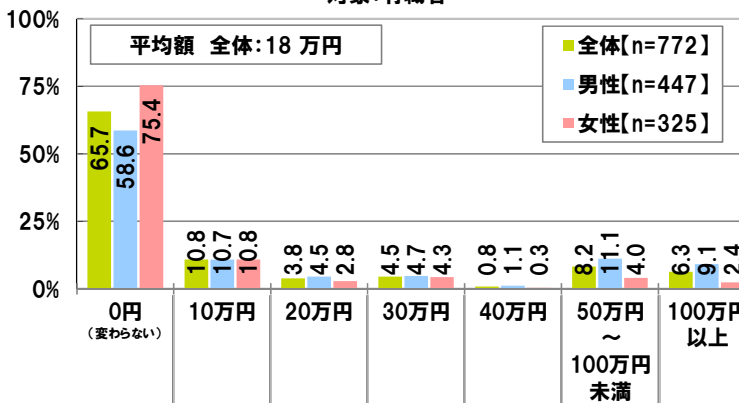 100%
75%
50%
25%
0%
平均額 全体：18 万円
全体【n=772】
男性【n=447】
女性【n=325】
65.7
58.6
75.4
10.8
10.7
10.8
3.8
4.5
2.8
4.5
4.7
4.3
0.8
1.1
0.3
8.2
11.1
4.0
6.3
9.1
2.4
0円
（変わらない）
10万円
20万円
30万円
40万円
50万円
～
100万円
未満
100万円
以上